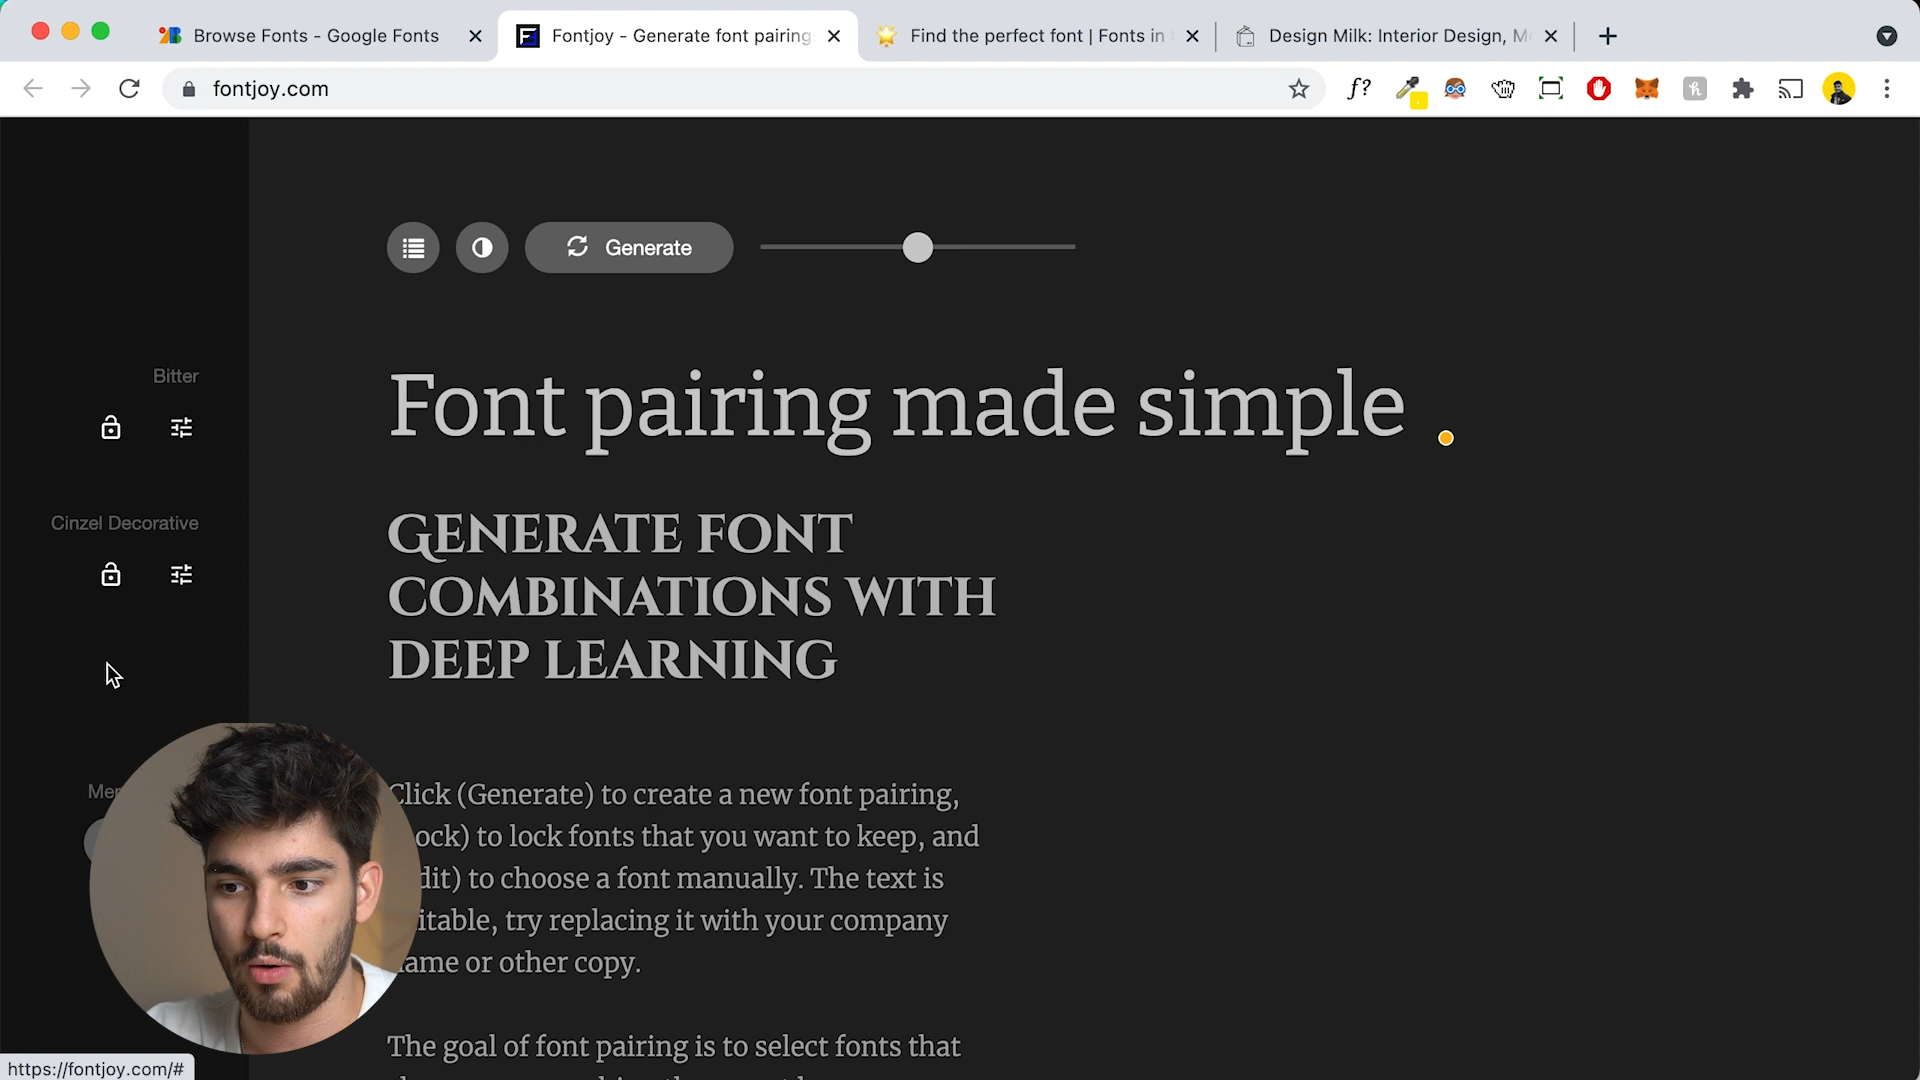 Browse Fonts - Google Fonts
Fontjoy - Generate font pairing
Find the perfect font | Fonts in
Design Milk: Interior Design, M
fontjoy.com
f?
Generate
Bitter
Font pairing made simple
Cinzel Decorative
GENERATE FONT
COMBINATIONS WITH
DEEP LEARNING
Mer
Click (Generate) to create a new font pairing,
ock) to lock fonts that you want to keep, and
dit) to choose a font manually. The text is
itable, try replacing it with your company
ame or other copy.
The goal of font pairing is to select fonts that
https://fontjoy.com/#